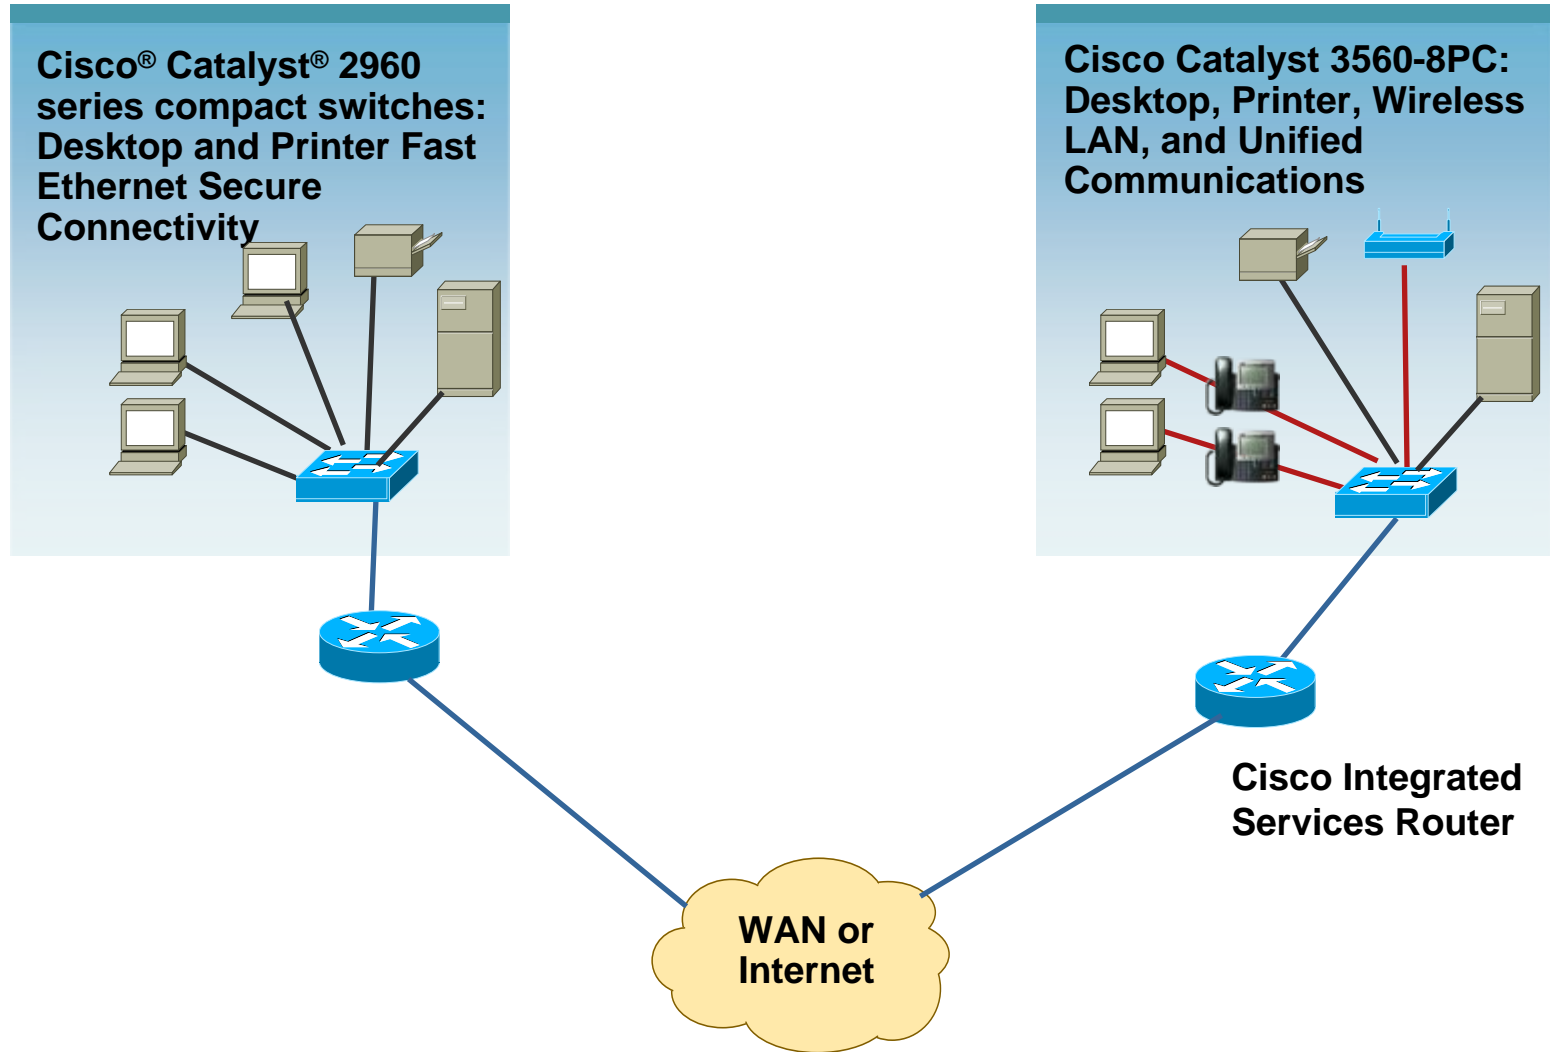 Cisco® Catalyst® 2960
series compact switches:
Desktop and Printer Fast
Ethernet Secure
Connectivity
Cisco Catalyst 3560-8PC:
Desktop, Printer, Wireless
LAN, and Unified
Communications
Cisco Integrated
Services Router
WAN or
Internet